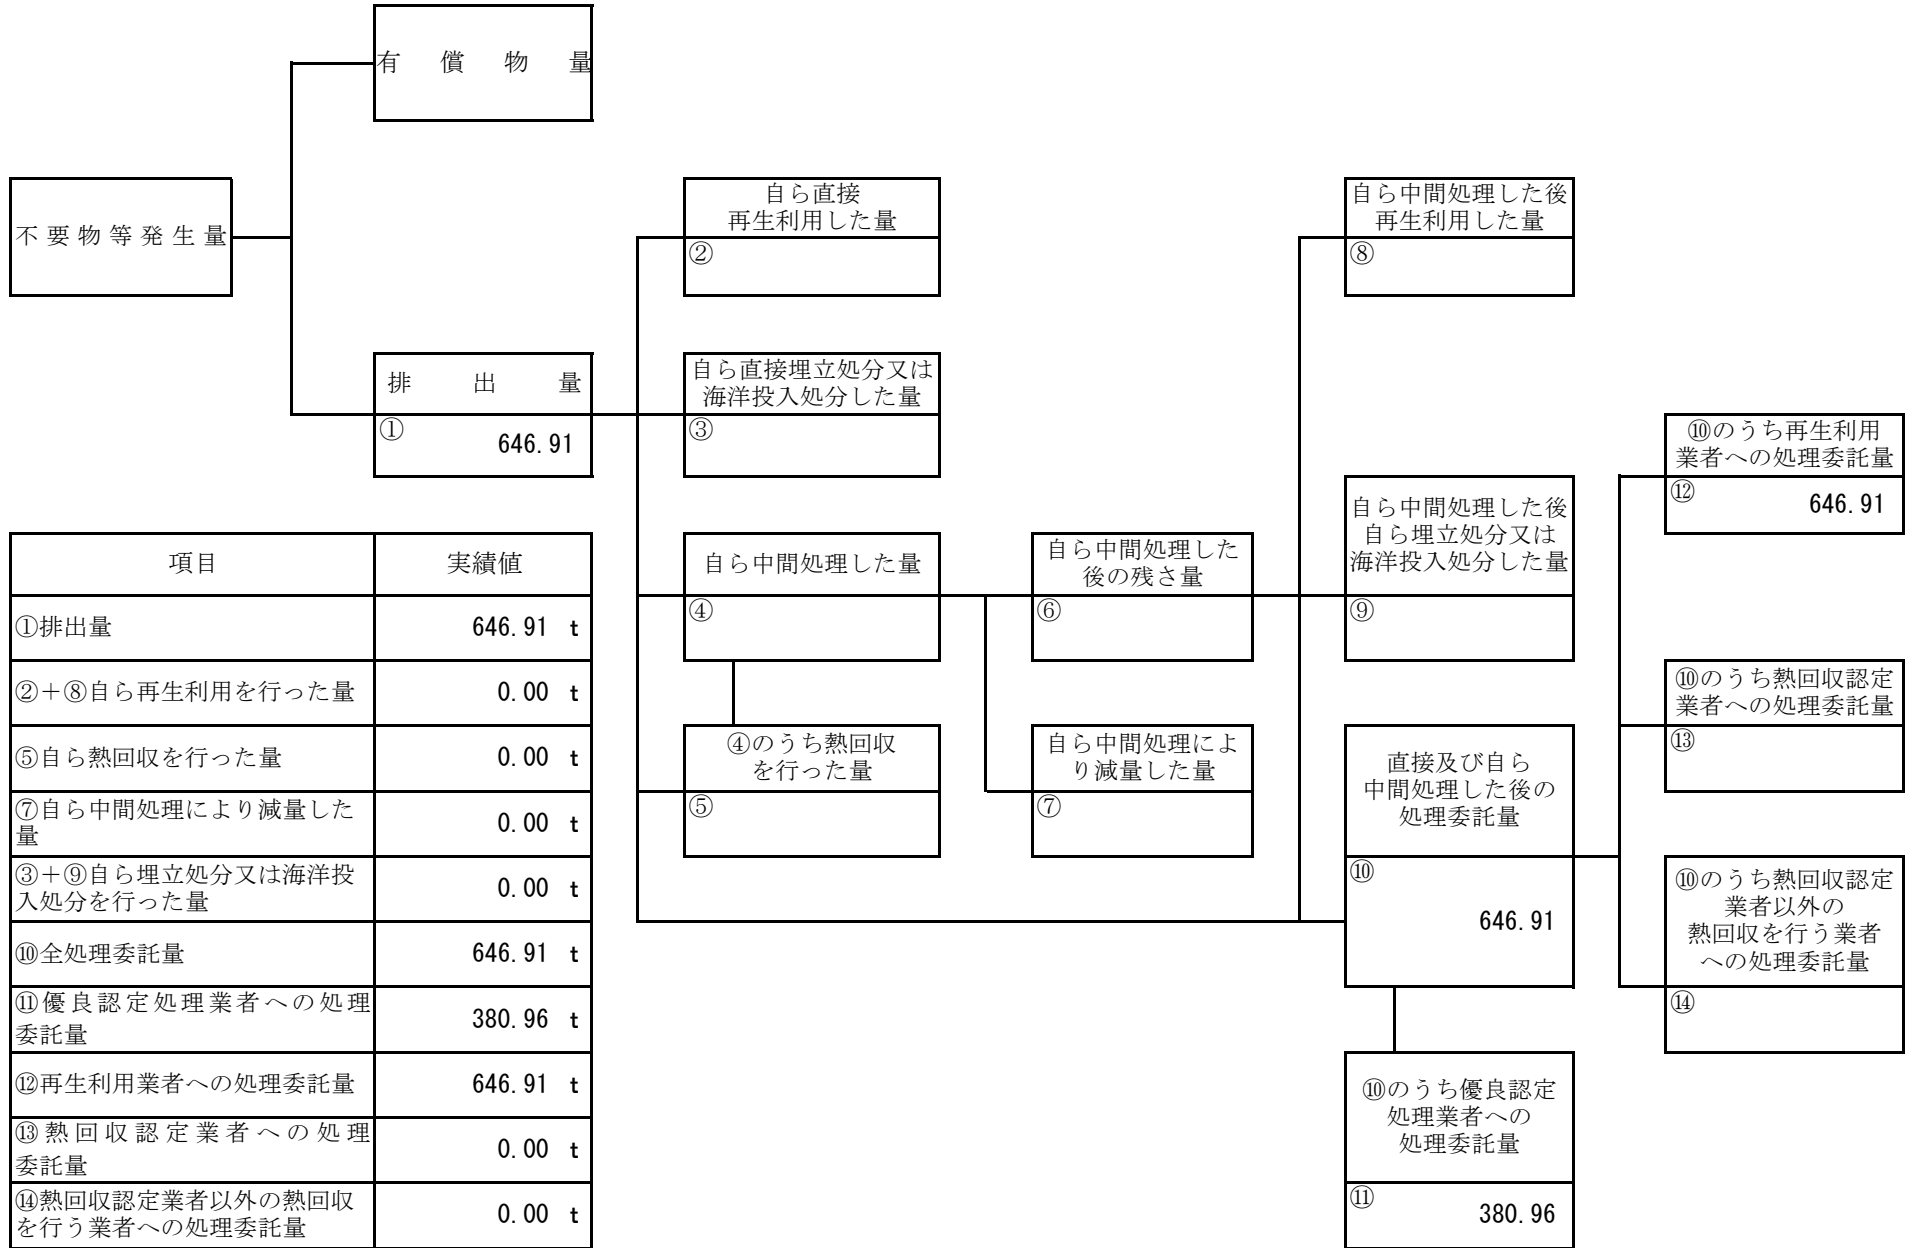 有償物量
不要物等発生量
自ら直接
再生利用した量
②
自ら中間処理した後
再生利用した量
⑧
排出量
①
646.91
自ら直接埋立処分又は
海洋投入処分した量
③
⑩のうち再生利用
業者への処理委託量
⑫
646.91
自ら中間処理した量
④
自ら中間処理した
後の残さ量
⑥
自ら中間処理した後
自ら埋立処分又は
海洋投入処分した量
⑨
⑩のうち熱回収認定
業者への処理委託量
⑬
④のうち熱回収
を行った量
⑤
自ら中間処理によ
り減量した量
⑦
直接及び自ら
中間処理した後の
処理委託量
⑩
646.91
⑩のうち熱回収認定
業者以外の
熱回収を行う業者
への処理委託量
⑭
⑩のうち優良認定
処理業者への
処理委託量
⑪
380.96
項目 実績値
①排出量 646.91 t
②+⑧自ら再生利用を行った量 0.00 t
⑤自ら熱回収を行った量 0.00 t
⑦自ら中間処理により減量した
量 0.00 t
③+⑨自ら埋立処分又は海洋投
入処分を行った量 0.00 t
⑩全処理委託量 646.91 t
⑪優良認定処理業者への処理
委託量 380.96 t
⑫再生利用業者への処理委託量 646.91 t
⑬熱回収認定業者への処理
委託量 0.00 t
⑭熱回収認定業者以外の熱回収
を行う業者への処理委託量 0.00 t